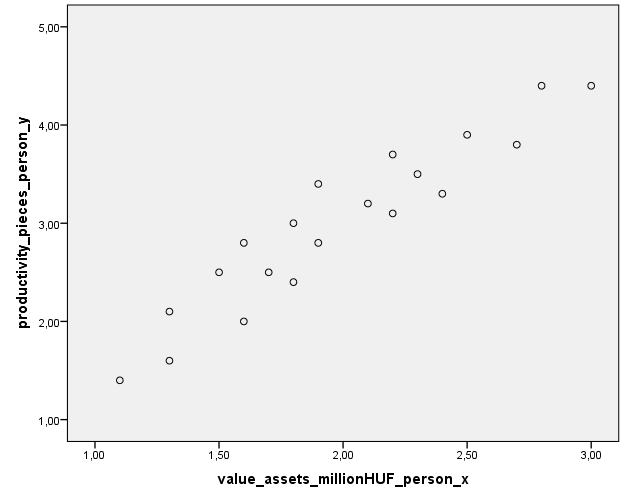 productivity_pieces_person_y
5,00
4,00
3,00
2,00
1,00
1,00 1,50 2,00 2,50 3,00
value_assets_millionHUF_person_x